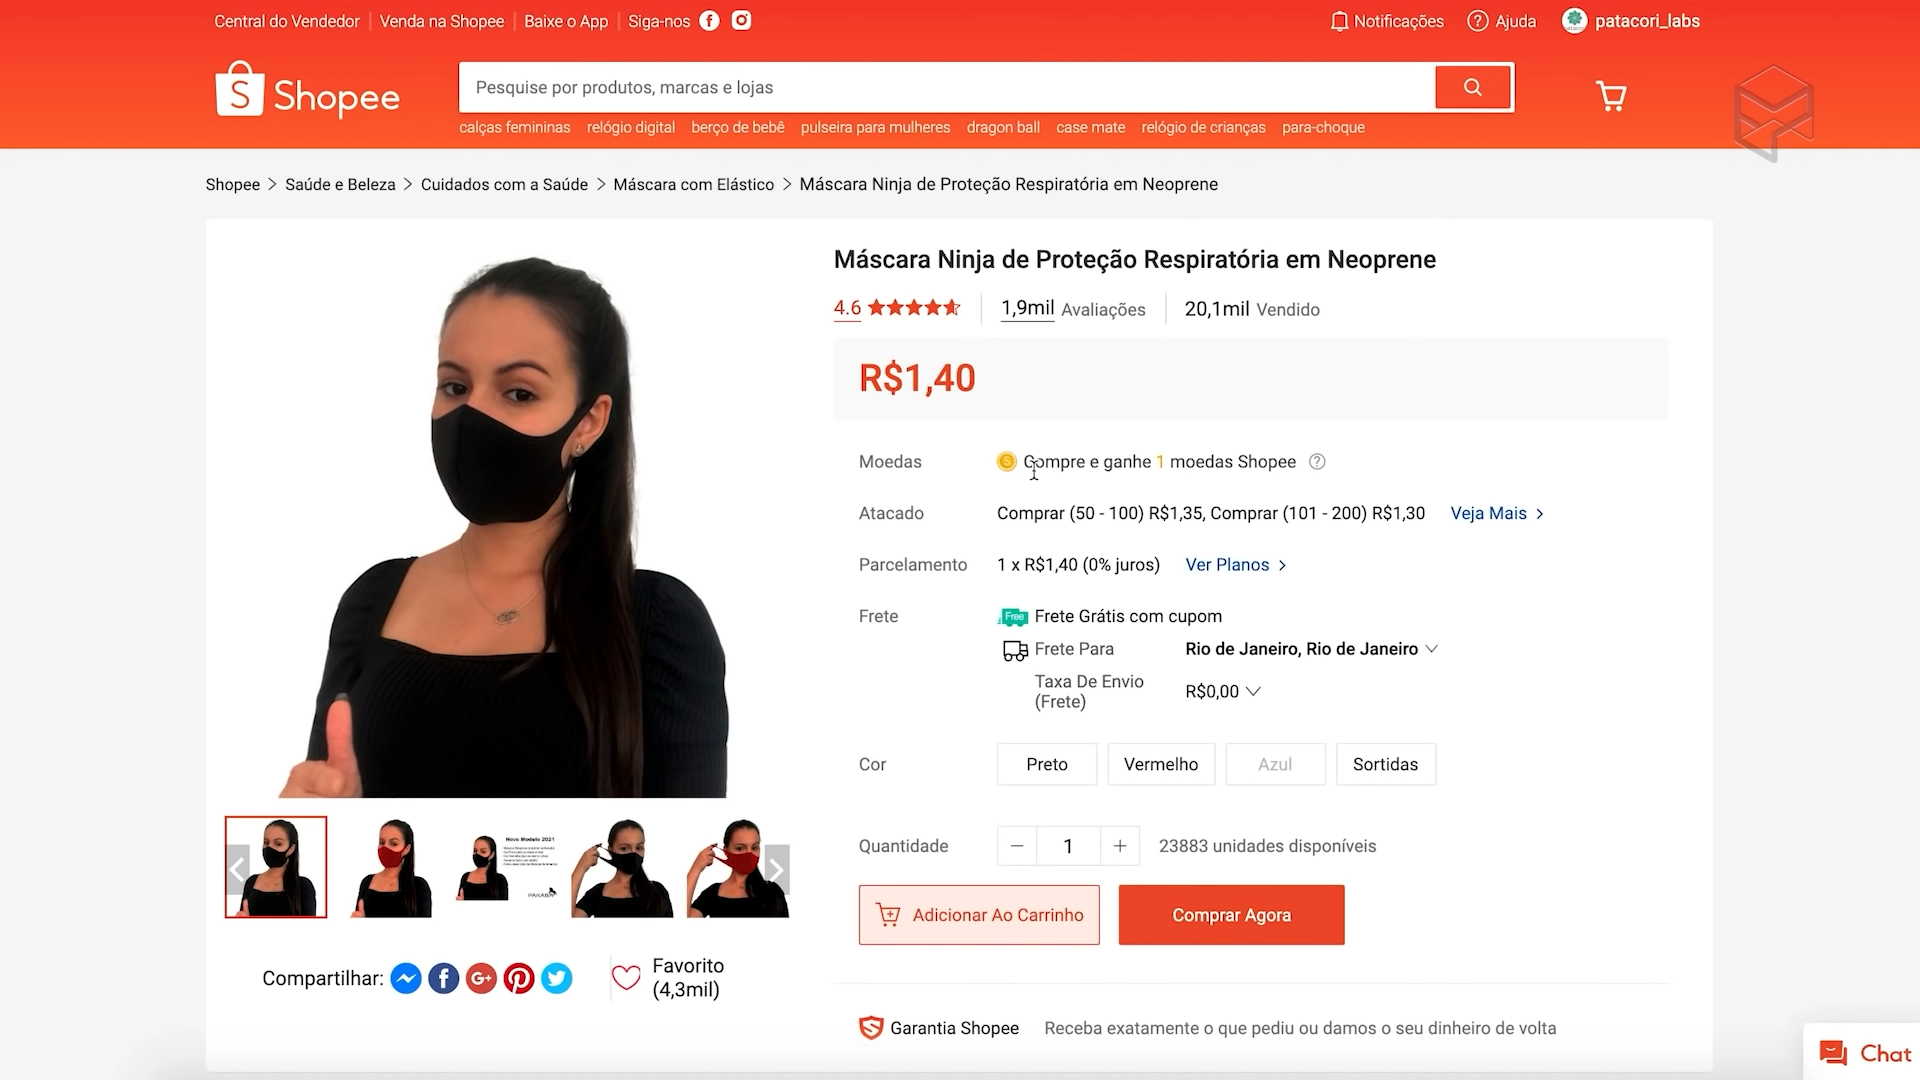 Central do Vendedor Venda na Shopee Baixe o App Siga-nos
Notificações Ajuda patacori_labs
Shopee
Pesquise por produtos, marcas e lojas
calças femininas relógio digital berço de bebê pulseira para mulheres dragon ball case mate relógio de crianças para-choque
Shopee > Saúde e Beleza > Cuidados com a Saúde > Máscara com Elástico > Máscara Ninja de Proteção Respiratória em Neoprene
Máscara Ninja de Proteção Respiratória em Neoprene
4.6 1,9mil Avaliações 20,1mil Vendido
R$1,40
Moedas Compre e ganhe 1 moedas Shopee
Atacado Comprar (50 - 100) R$1,35, Comprar (101 - 200) R$1,30 Veja Mais >
Parcelamento 1 x R$1,40 (0% juros) Ver Planos >
Frete Free Frete Grátis com cupom
Frete Para Rio de Janeiro, Rio de Janeiro
Taxa De Envio
(Frete)
R$0,00
Cor Preto Vermelho Azul Sortidas
Quantidade 1 23883 unidades disponíveis
Adicionar Ao Carrinho Comprar Agora
Novo Modelo 2021
Compartilhar:
Favorito
(4,3mil)
Garantia Shopee Receba exatamente o que pediu ou damos o seu dinheiro de volta
Chat